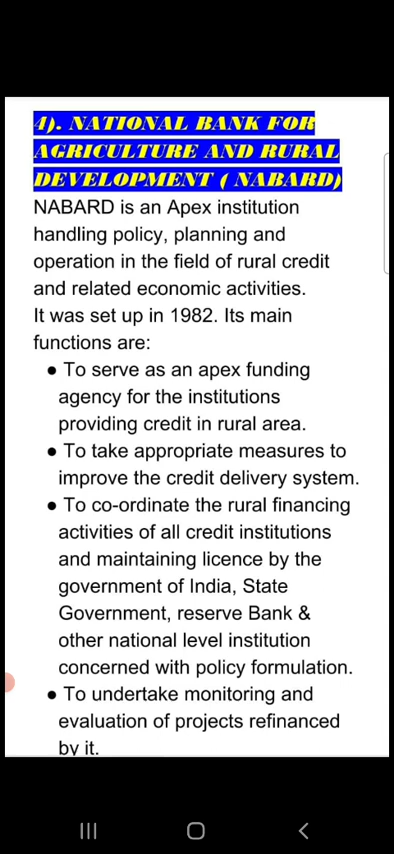 4). NATIONAL BANK FOR
AGRICULTURE AND RURAL
DEVELOPMENT ( NABARD)
NABARD is an Apex institution
handling policy, planning and
operation in the field of rural credit
and related economic activities.
It was set up in 1982. Its main
functions are:
● To serve as an apex funding
agency for the institutions
providing credit in rural area.
● To take appropriate measures to
improve the credit delivery system.
● To co-ordinate the rural financing
activities of all credit institutions
and maintaining licence by the
government of India, State
Government, reserve Bank &
other national level institution
concerned with policy formulation.
● To undertake monitoring and
evaluation of projects refinanced
by it.